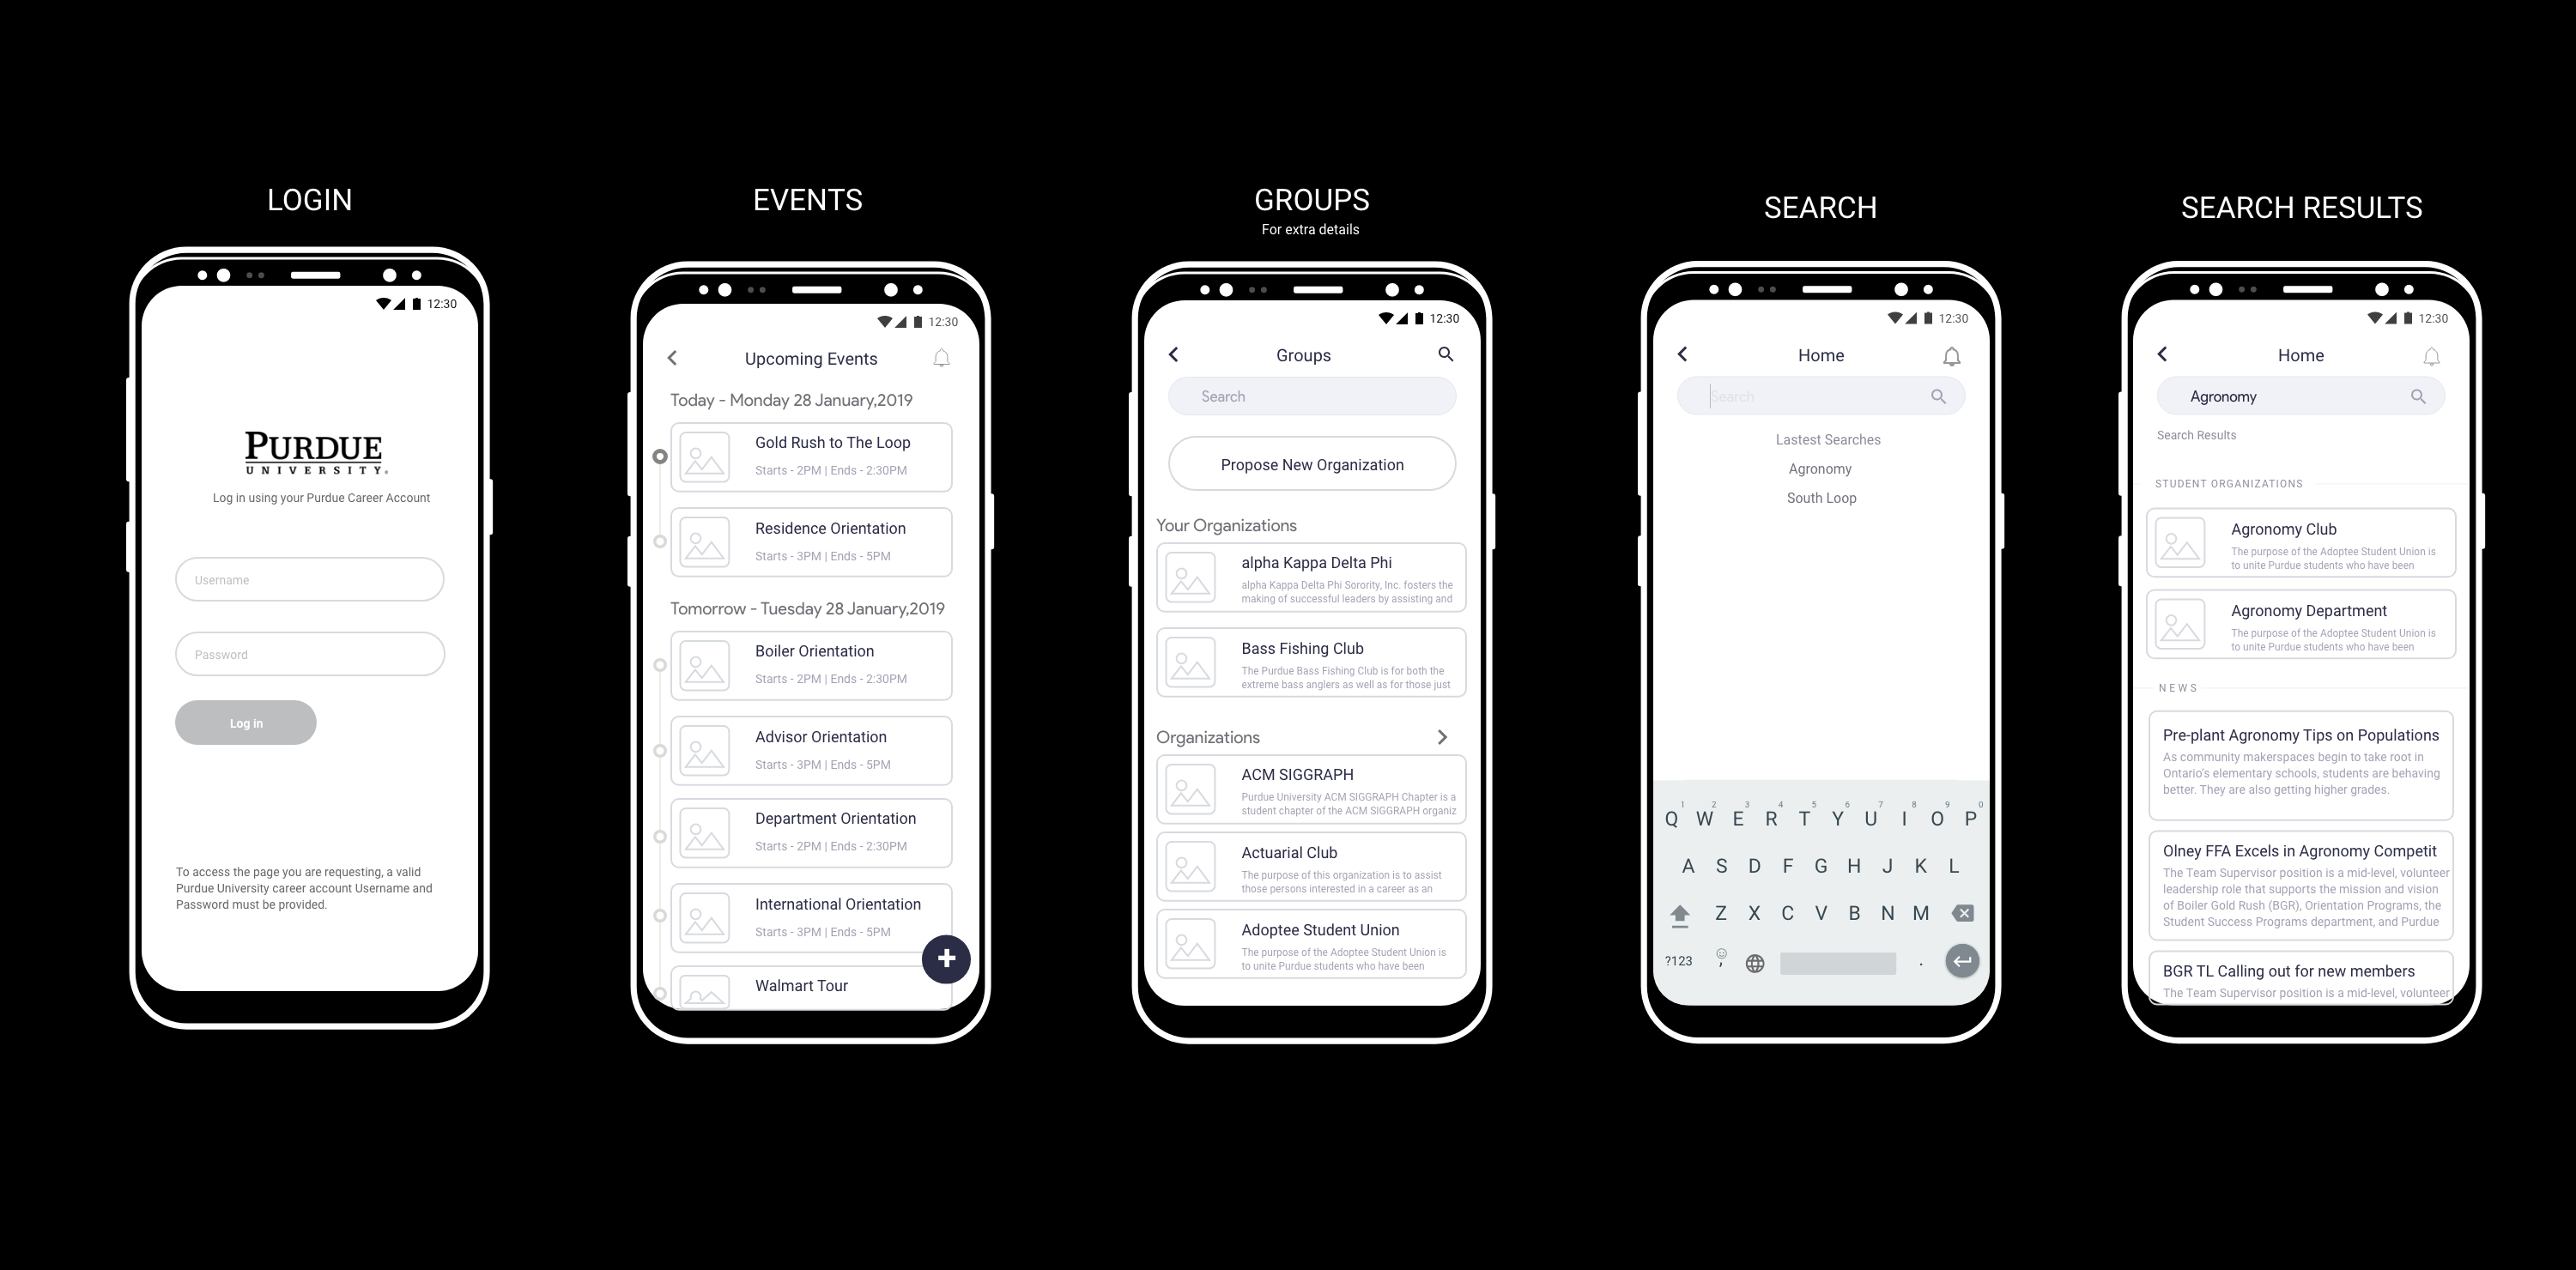 LOGIN
12:30
PURDUE
UNIVERSITY
Log in using your Purdue Career Account
Username
Password
Log in
To access the page you are requesting, a valid
Purdue University career account Username and
Password must be provided.
EVENTS
12:30
Upcoming Events
Today - Monday 28 January,2019
Gold Rush to The Loop
Starts - 2PM | Ends - 2:30PM
Residence Orientation
Starts - 3PM | Ends - 5PM
Tomorrow - Tuesday 28 January,2019
Boiler Orientation
Starts - 2PM | Ends - 2:30PM
Advisor Orientation
Starts - 3PM | Ends - 5PM
Department Orientation
Starts - 2PM | Ends - 2:30PM
International Orientation
Starts - 3PM | Ends - 5PM
Walmart Tour
GROUPS
For extra details
12:30
Groups
Search
Propose New Organization
Your Organizations
alpha Kappa Delta Phi
alpha Kappa Delta Phi Sorority, Inc. fosters the
making of successful leaders by assisting and
Bass Fishing Club
The Purdue Bass Fishing Club is for both the
extreme bass anglers as well as for those just
Organizations
ACM SIGGRAPH
Purdue University ACM SIGGRAPH Chapter is a
student chapter of the ACM SIGGRAPH organiz
Actuarial Club
The purpose of this organization is to assist
those persons interested in a career as an
Adoptee Student Union
The purpose of the Adoptee Student Union is
to unite Purdue students who have been
SEARCH
12:30
Home
Search
Lastest Searches
Agronomy
South Loop
1 2 3 4 5 6 7 8 9 0
Q W E R T Y U I O P
A S D F G H J K L
Z X C V B N M
?123 , .
SEARCH RESULTS
12:30
Home
Agronomy
Search Results
STUDENT ORGANIZATIONS
Agronomy Club
The purpose of the Adoptee Student Union is
to unite Purdue students who have been
Agronomy Department
The purpose of the Adoptee Student Union is
to unite Purdue students who have been
NEWS
Pre-plant Agronomy Tips on Populations
As community makerspaces begin to take root in
Ontario's elementary schools, students are behaving
better. They are also getting higher grades.
Olney FFA Excels in Agronomy Competit
The Team Supervisor position is a mid-level, volunteer
leadership role that supports the mission and vision
of Boiler Gold Rush (BGR), Orientation Programs, the
Student Success Programs department, and Purdue
BGR TL Calling out for new members
The Team Supervisor position is a mid-level, volunteer